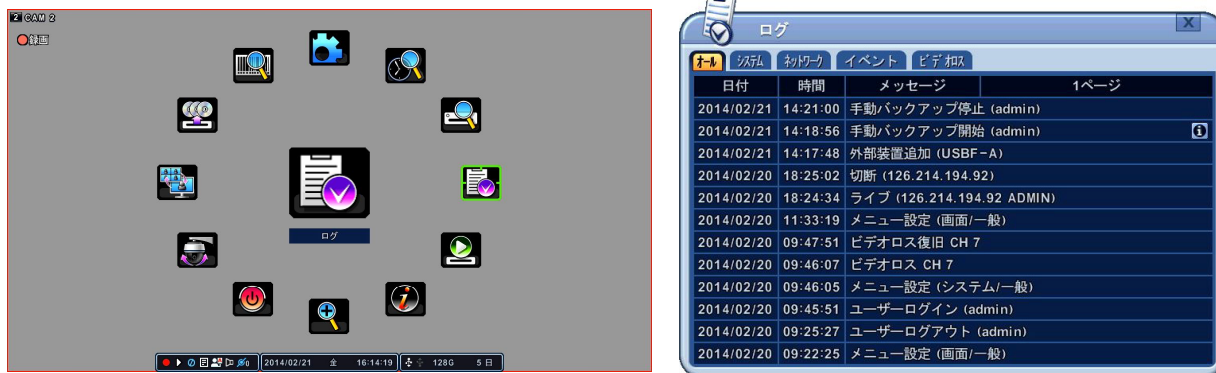 2 CAM 2
録画
ログ
2014/02/21 金 16:14:19 128G 5 日
ログ
X
オール システム ネットワーク イベント ビデオロス
日付 時間 メッセージ 1ページ
2014/02/21 14:21:00 手動バックアップ停止 (admin)
2014/02/21 14:18:56 手動バックアップ開始 (admin)
2014/02/21 14:17:48 外部装置追加 (USBF-A)
2014/02/20 18:25:02 切断 (126.214.194.92)
2014/02/20 18:24:34 ライブ (126.214.194.92 ADMIN)
2014/02/20 11:33:19 メニュー設定 (画面/一般)
2014/02/20 09:47:51 ビデオロス復旧 CH 7
2014/02/20 09:46:07 ビデオロス CH 7
2014/02/20 09:46:05 メニュー設定 (システム/一般)
2014/02/20 09:45:51 ユーザーログイン (admin)
2014/02/20 09:25:27 ユーザーログアウト (admin)
2014/02/20 09:22:25 メニュー設定 (画面/一般)